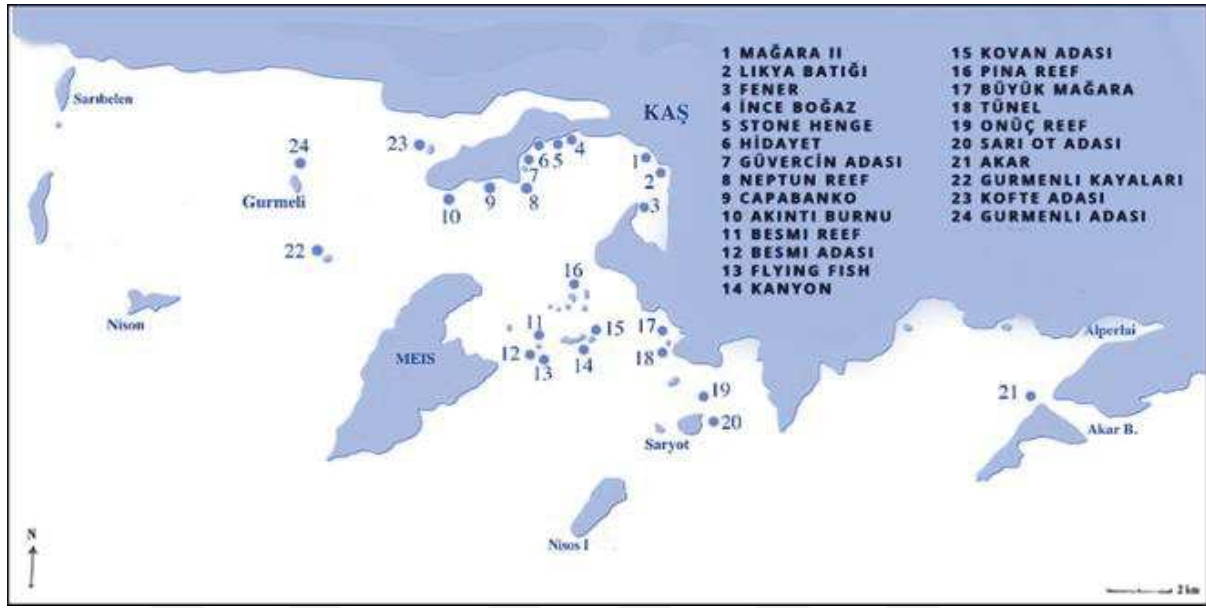 KAŞ
1 MAĞARA II
2 LIKYA BATIĞI
3 FENER
4 İNCE BOĞAZ
5 STONE HENGE
6 HİDAYET
7 GÜVERCİN ADASI
8 NEPTUN REEF
9 CAPABANKO
10 AKINTI BURNU
11 BESMI REEF
12 BESMİ ADASI
13 FLYING FISH
14 KANYON
15 KOVAN ADASI
16 PINA REEF
17 BÜYÜK MAĞARA
18 TÜNEL
19 ONÜÇ REEF
20 SARI OT ADASI
21 AKAR
22 GURMENLI KAYALARI
23 KOFTE ADASI
24 GURMENLI ADASI
Sarıbelen
24
Gurmeli
23
10
9
8
7
6
5
4
1
2
3
22
Nison
MEIS
16
11
15
12
13
14
17
18
19
20
Saryot
Nisos I
21
Alperlai
Akar B.
N
2 km